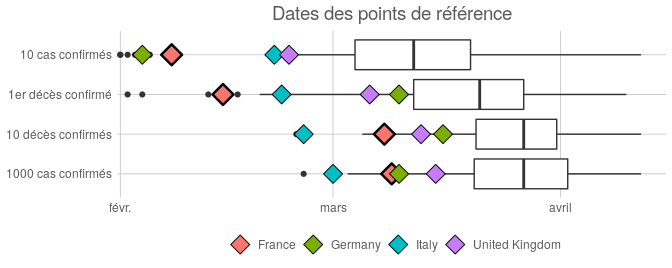 Dates des points de référence
10 cas confirmés
1er décès confirmé
10 décès confirmés
1000 cas confirmés
févr. mars avril
France Germany Italy United Kingdom